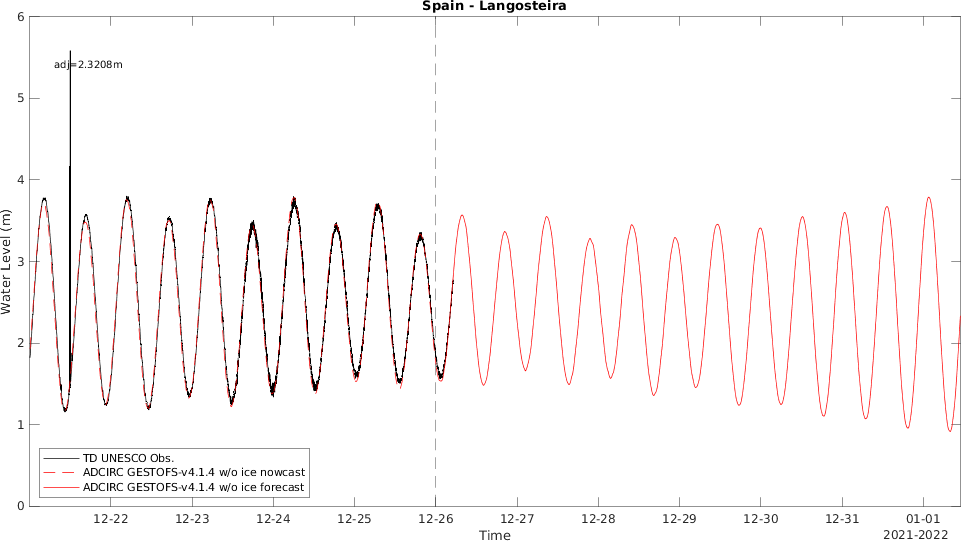 Spain - Langosteira
6
adj=2.3208m
5
4
3
2
1
0
Water Level (m)
TD UNESCO Obs.
ADCIRC GESTOFS-v4.1.4 w/o ice nowcast
ADCIRC GESTOFS-v4.1.4 w/o ice forecast
12-22 12-23 12-24 12-25 12-26 12-27 12-28 12-29 12-30 12-31 01-01
Time
2021-2022